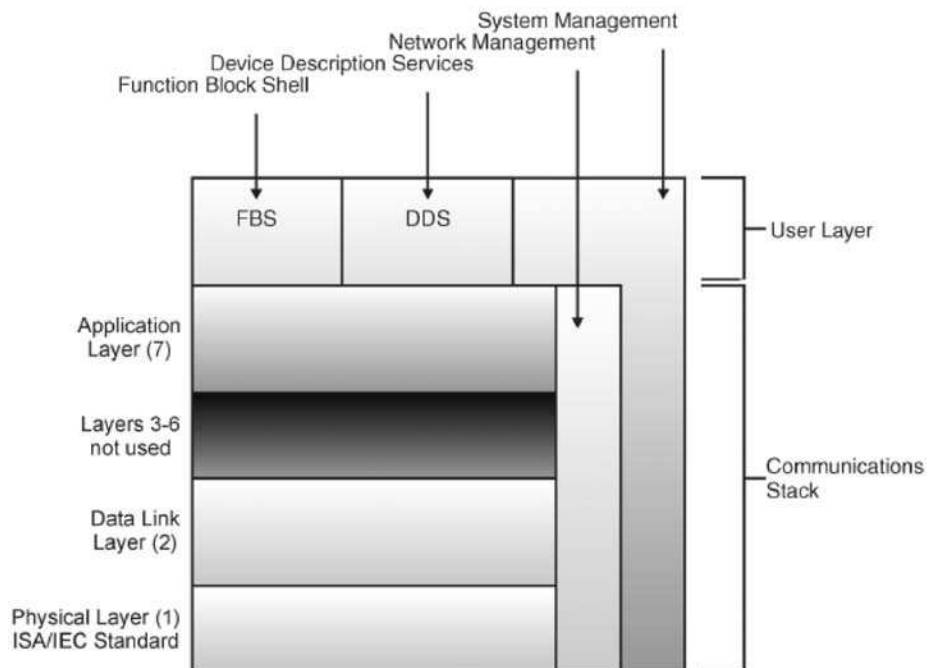 System Management
Network Management
Device Description Services
Function Block Shell
FBS
DDS
User Layer
Application
Layer (7)
Layers 3-6
not used
Communications
Stack
Data Link
Layer (2)
Physical Layer (1)
ISA/IEC Standard